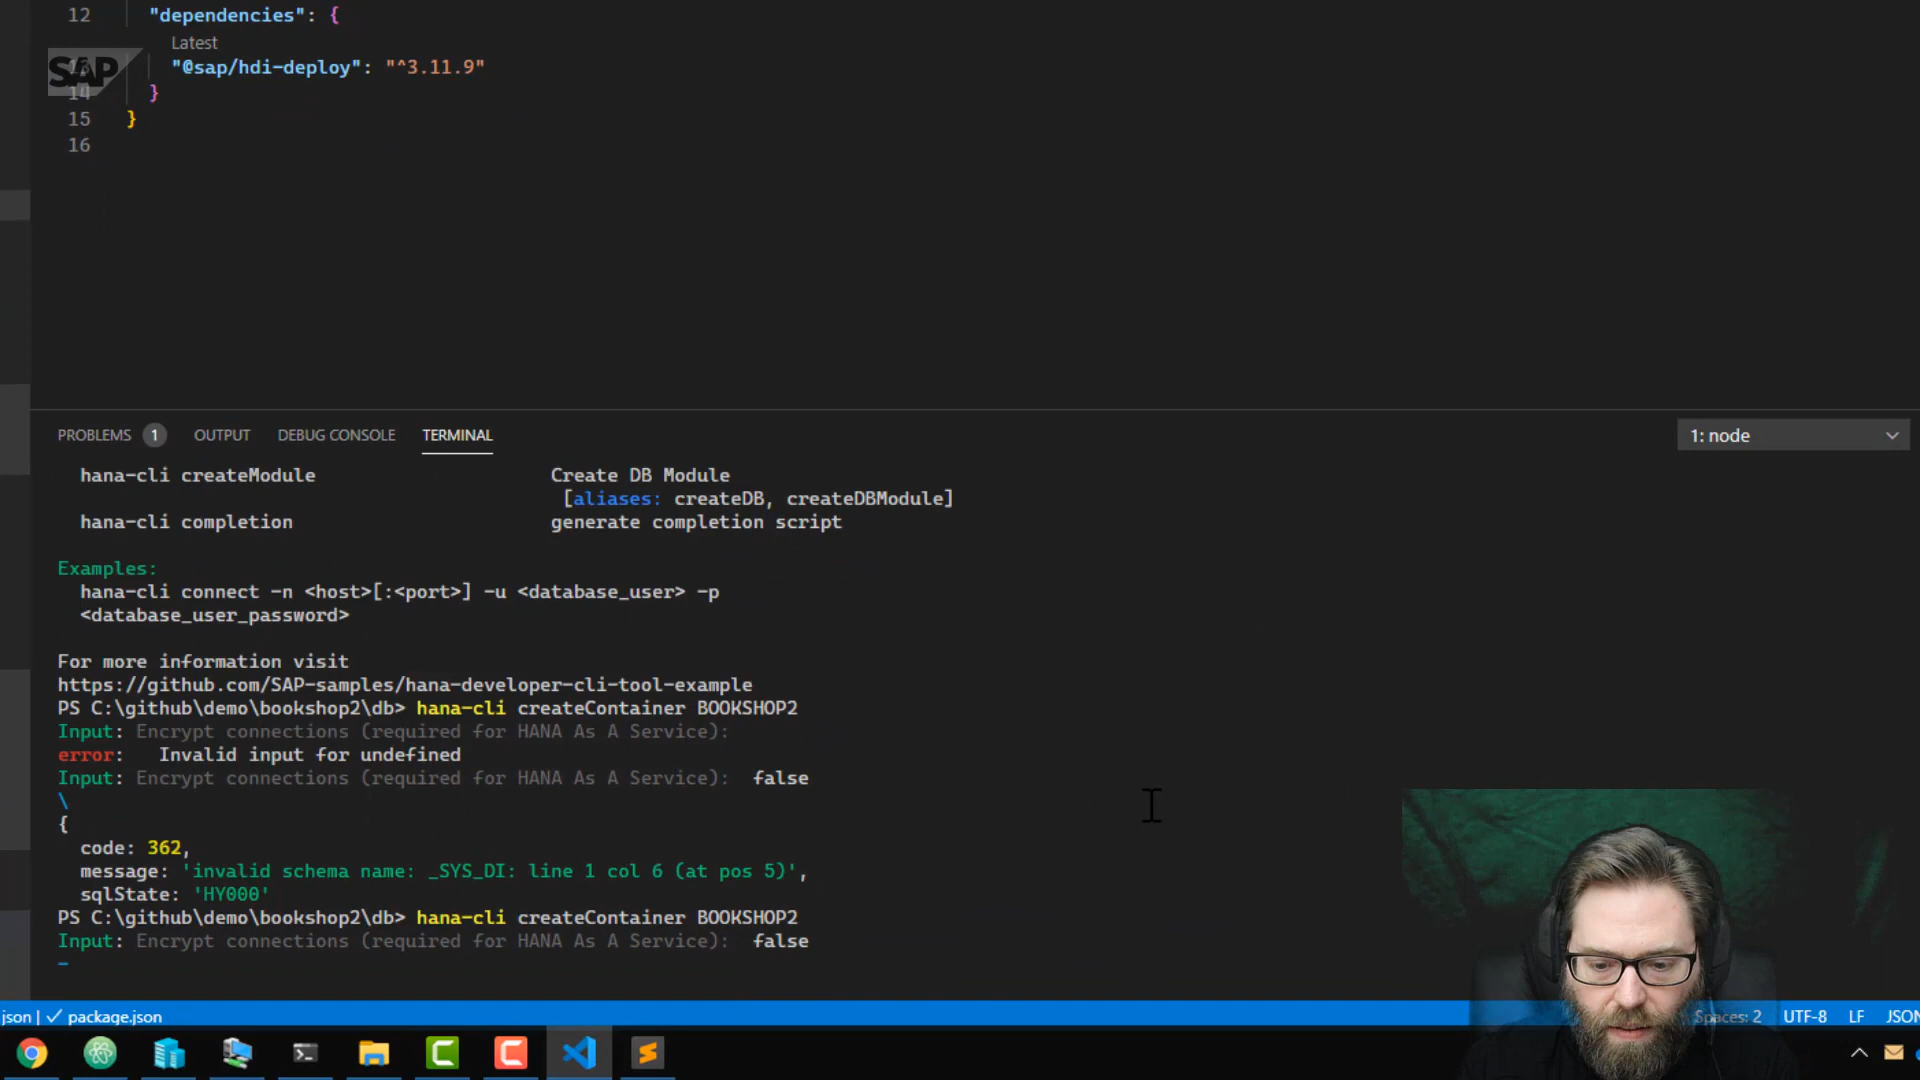 12 "dependencies": {
Latest
13 "@sap/hdi-deploy": "^3.11.9"
SAP
14 }
15 }
16
PROBLEMS 1 OUTPUT DEBUG CONSOLE TERMINAL 1: node
hana-cli createModule Create DB Module
[aliases: createDB, createDBModule]
hana-cli completion generate completion script
Examples:
hana-cli connect -n <host>[:<port>] -u <database_user> -p
<database_user_password>
For more information visit
https://github.com/SAP-samples/hana-developer-cli-tool-example
PS C:\github\demo\bookshop2\db> hana-cli createContainer BOOKSHOP2
Input: Encrypt connections (required for HANA As A Service):
error: Invalid input for undefined
Input: Encrypt connections (required for HANA As A Service): false
\
{
code: 362,
message: 'invalid schema name: _SYS_DI: line 1 col 6 (at pos 5)',
sqlState: 'HY000'
PS C:\github\demo\bookshop2\db> hana-cli createContainer BOOKSHOP2
Input: Encrypt connections (required for HANA As A Service): false
-
json | ✓ package.json Spaces: 2 UTF-8 LF JSON